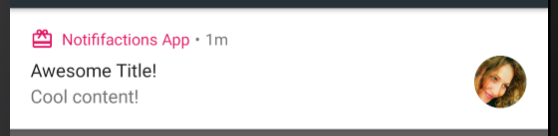 Notififactions App • 1m
Awesome Title!
Cool content!